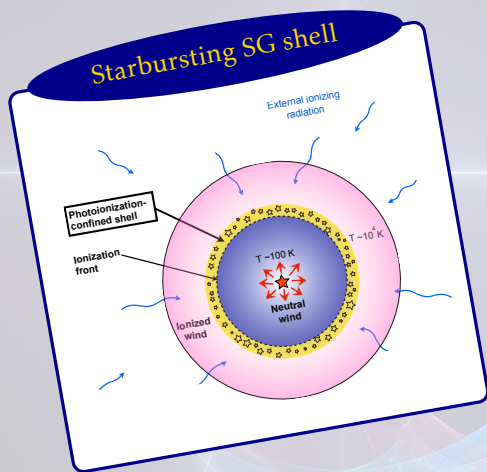 Starbursting SG shell
External ionizing
radiation
Photoionization-
confined shell
Ionization
front
T ~100 K
T ~10⁴ K
Neutral
wind
Ionized
wind